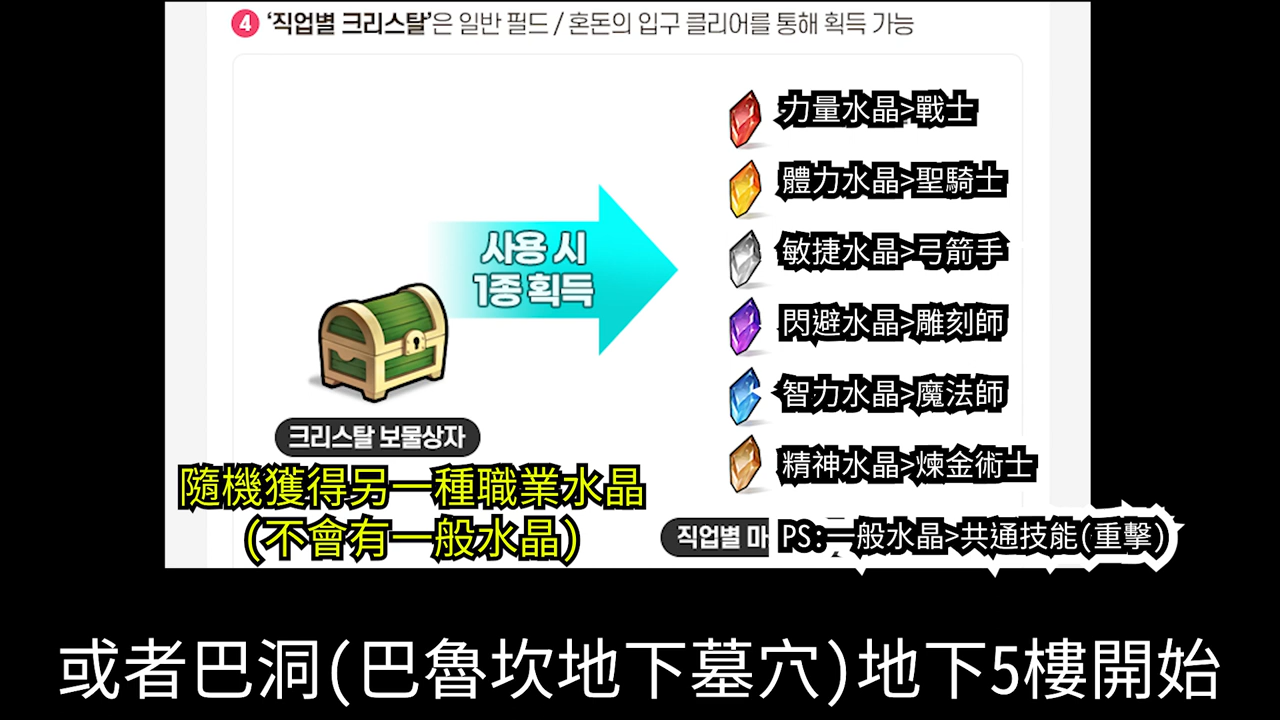 4 '직업별 크리스탈'은 일반 필드 / 혼돈의 입구 클리어를 통해 획득 가능
力量水晶>戰士
體力水晶>聖騎士
敏捷水晶>弓箭手
閃避水晶>雕刻師
智力水晶>魔法師
精神水晶>煉金術士
사용 시
1종 획득
크리스탈 보물상자
隨機獲得另一種職業水晶
(不會有一般水晶)
직업별 마
PS:一般水晶>共通技能(重擊)
或者巴洞(巴魯坎地下墓穴)地下5樓開始